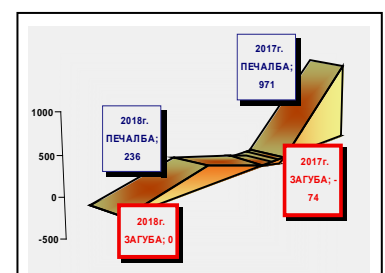 2017г.
ПЕЧАЛБА;
971
2018г.
ПЕЧАЛБА;
236
1000
500
0
-500
2017г.
ЗАГУБА; -
74
2018г.
ЗАГУБА; 0